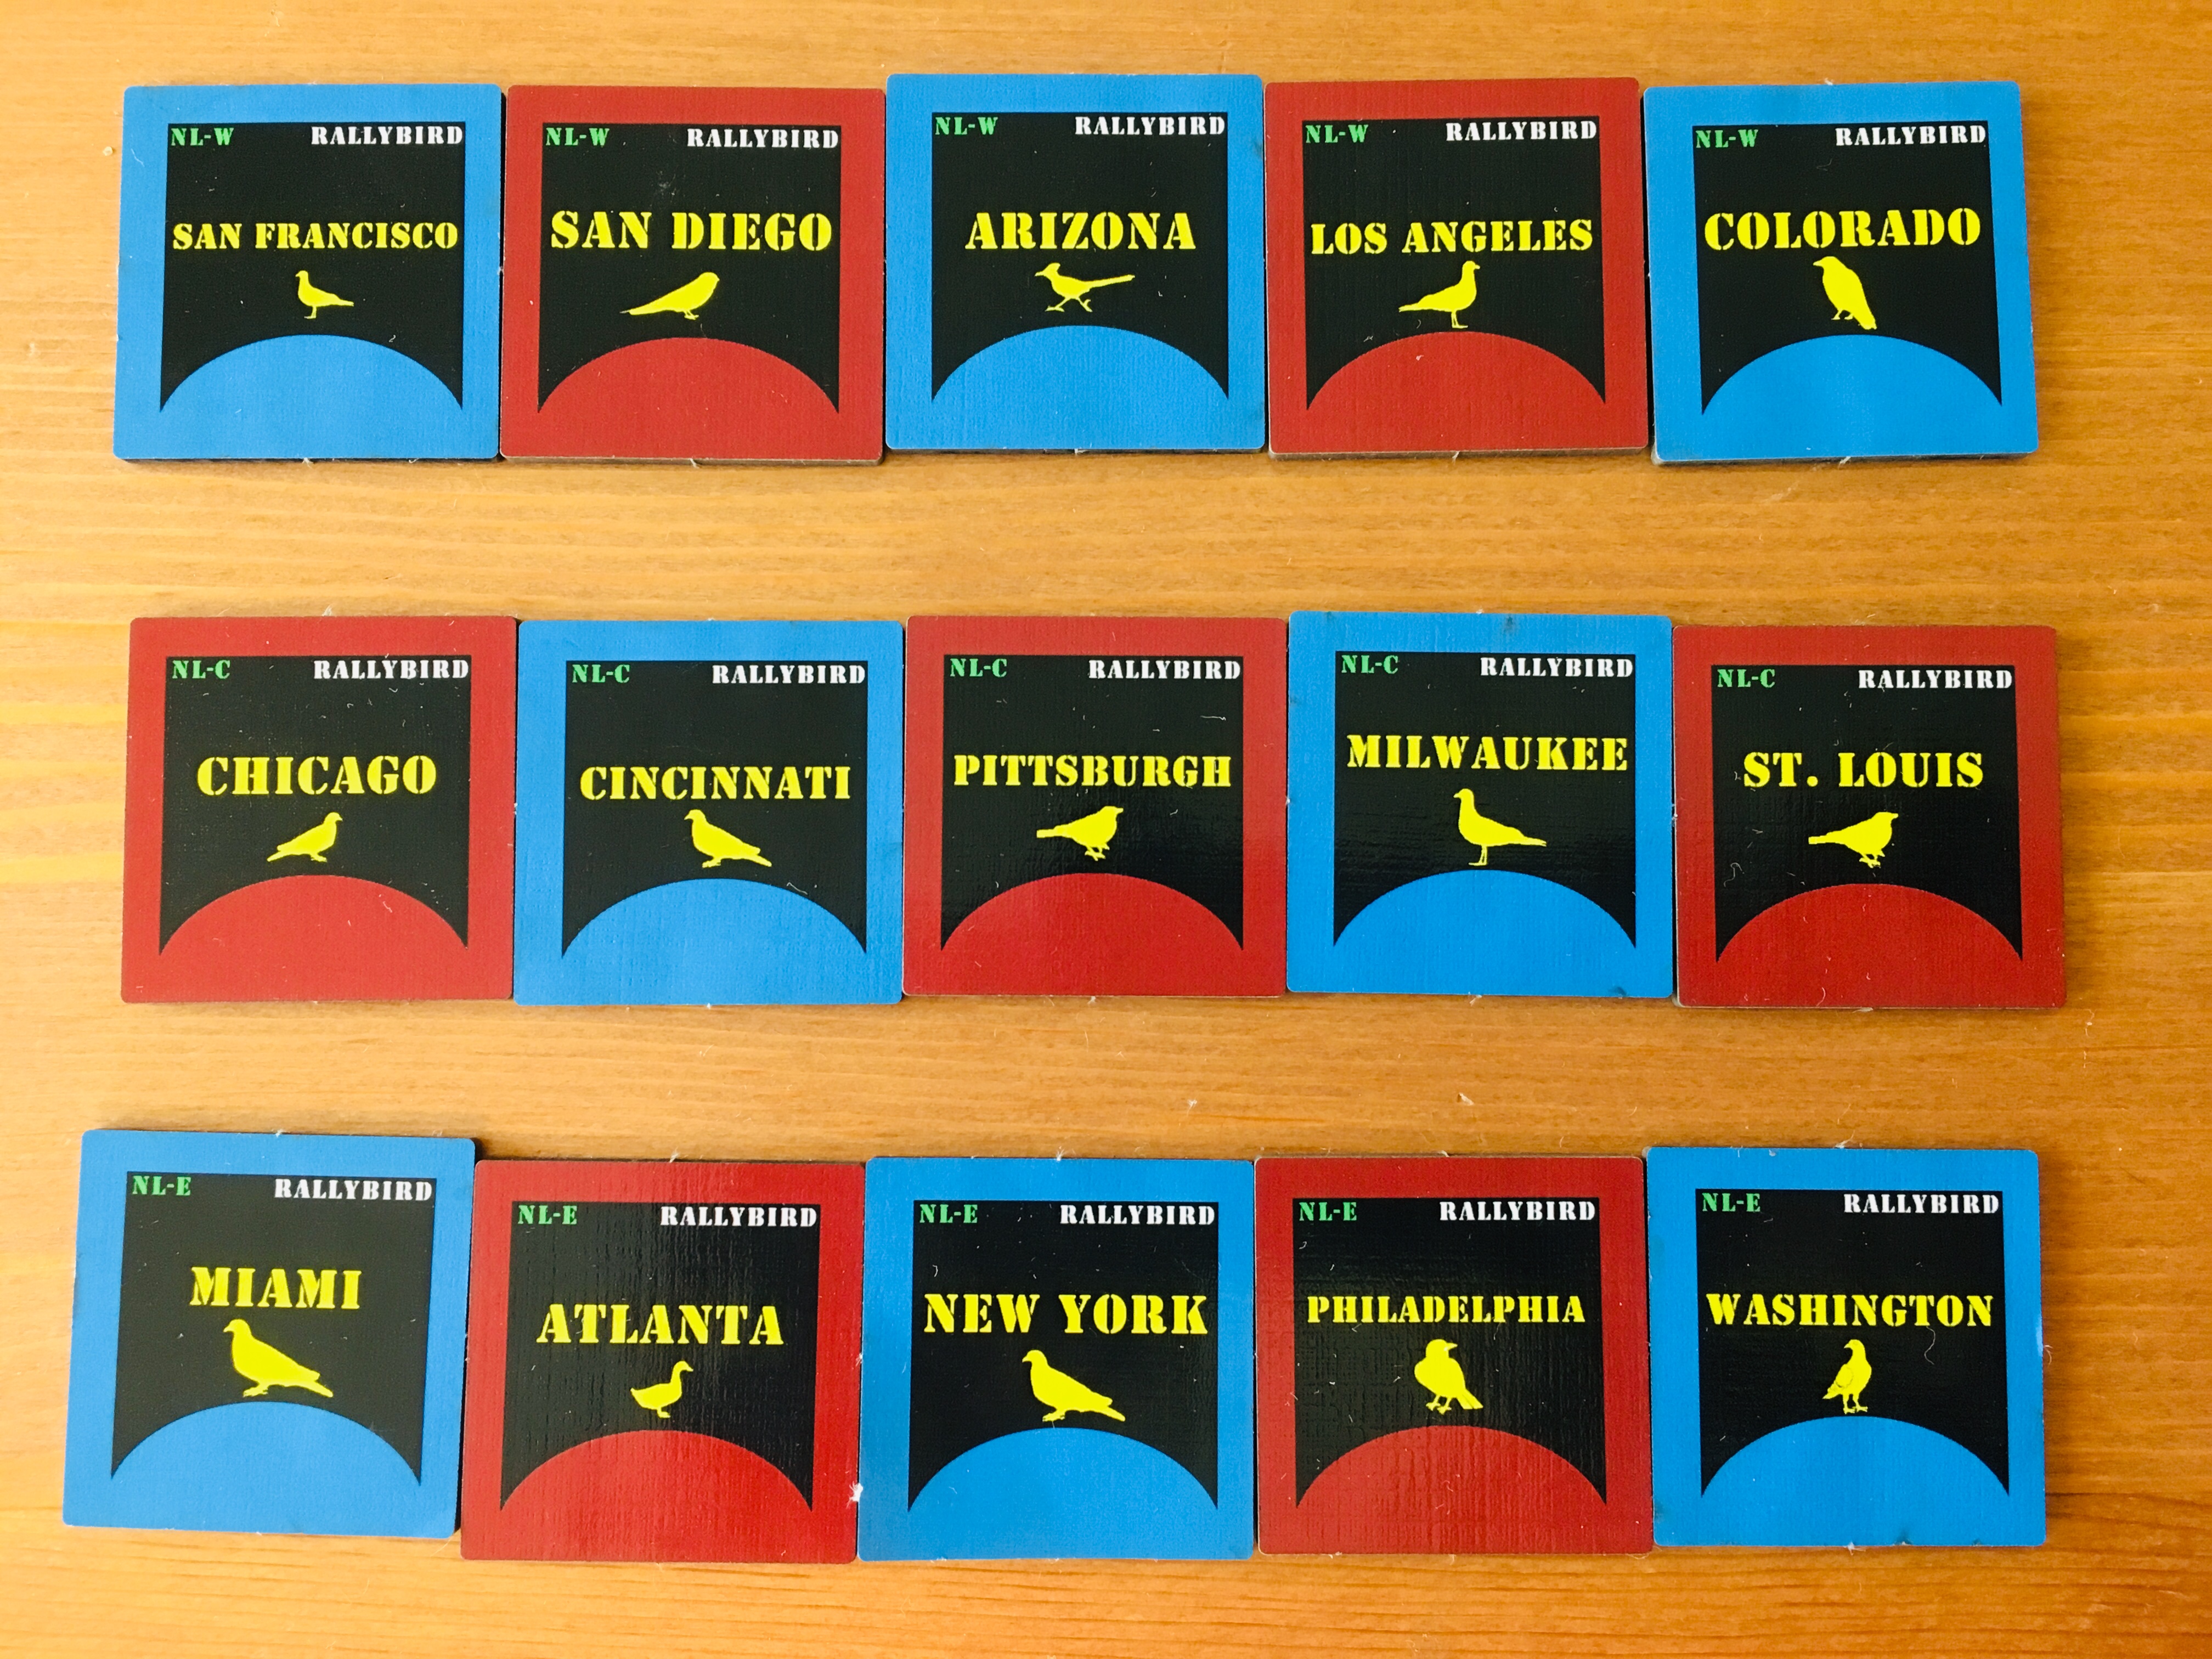 NL-W RALLYBIRD
SAN FRANCISCO
NL-W RALLYBIRD
SAN DIEGO
NL-W RALLYBIRD
ARIZONA
NL-W RALLYBIRD
LOS ANGELES
NL-W RALLYBIRD
COLORADO
NL-C RALLYBIRD
CHICAGO
NL-C RALLYBIRD
CINCINNATI
NL-C RALLYBIRD
PITTSBURGH
NL-C RALLYBIRD
MILWAUKEE
NL-C RALLYBIRD
ST. LOUIS
NL-E RALLYBIRD
MIAMI
NL-E RALLYBIRD
ATLANTA
NL-E RALLYBIRD
NEW YORK
NL-E RALLYBIRD
PHILADELPHIA
NL-E RALLYBIRD
WASHINGTON